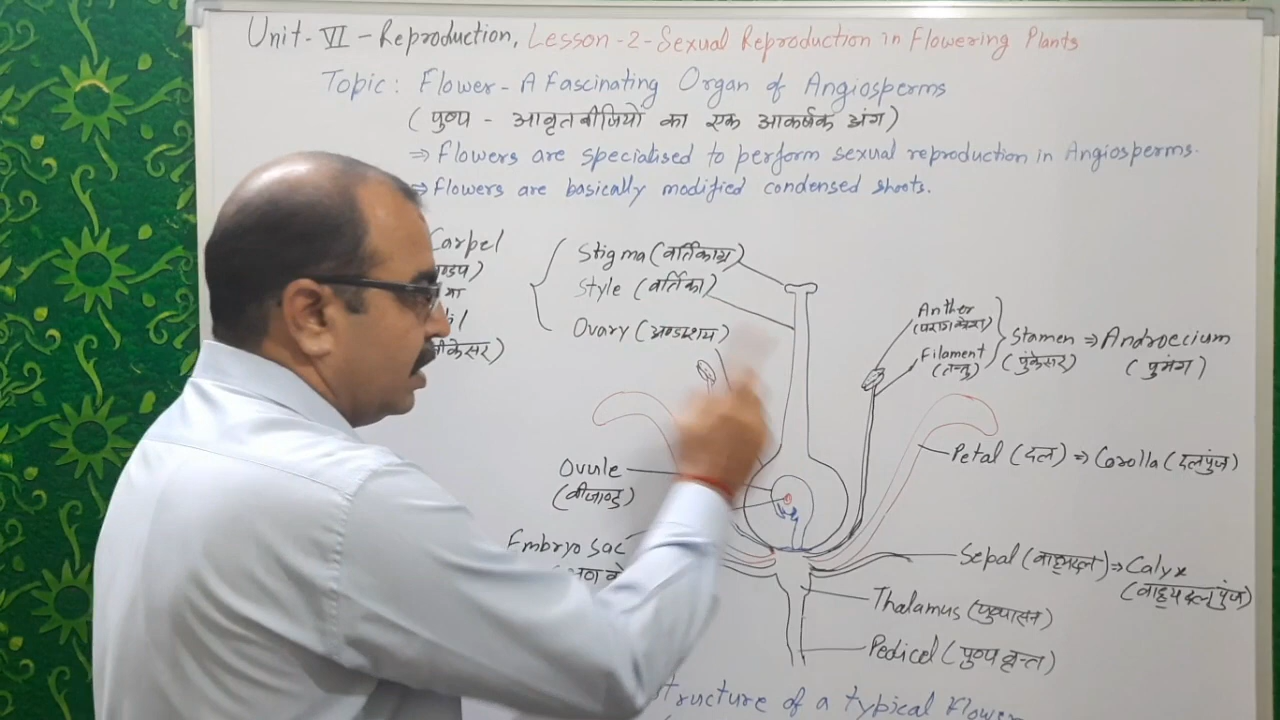 Unit-VI-Reproduction, Lesson-2-Sexual Reproduction in Flowering Plants
Topic: Flower-A Fascinating Organ of Angiosperms
(पुष्प - आवृतबीजियों का एक आकर्षक अंग)
⇒ Flowers are specialised to perform sexual reproduction in Angiosperms.
⇒ Flowers are basically modified condensed shoots.
Carpel
Stigma (वर्तिकाग्र)
Style (वर्तिका)
Ovary (अण्डाशय)
Anther
Filament
(तन्तु)
Stamen ⇒ Androecium
(पुंकेसर)
(पुमंग)
Petal (दल) ⇒ Corolla (दलपुंज)
Ovule
(बीजाण्ड)
Embryo Sac
Sepal (बाह्यदल) ⇒ Calyx
(बाह्यदलपुंज)
Thalamus (पुष्पासन)
Pedicel (पुष्पवृन्त)
structure of a typical Flower